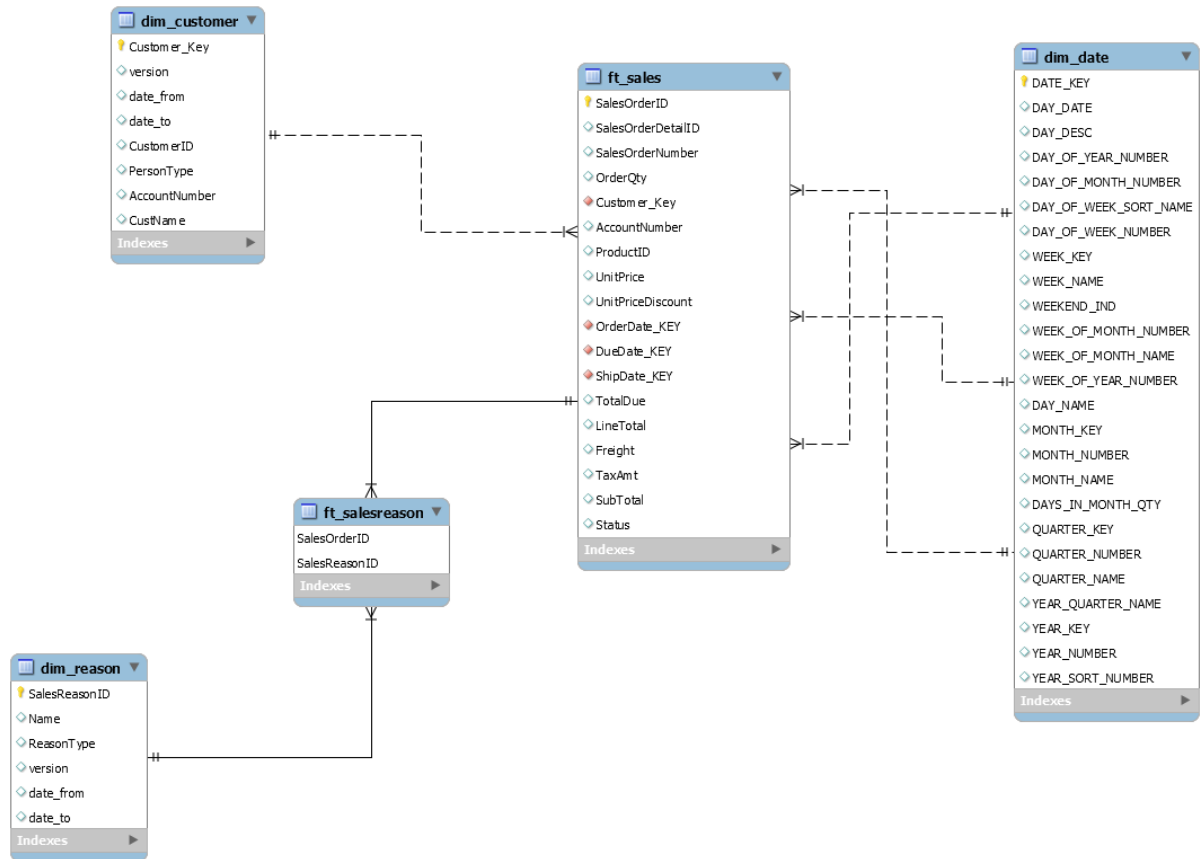 dim_customer
Customer_Key
version
date_from
date_to
CustomerID
PersonType
AccountNumber
CustName
Indexes
ft_sales
SalesOrderID
SalesOrderDetailID
SalesOrderNumber
OrderQty
Customer_Key
AccountNumber
ProductID
UnitPrice
UnitPriceDiscount
OrderDate_KEY
DueDate_KEY
ShipDate_KEY
TotalDue
LineTotal
Freight
TaxAmt
SubTotal
Status
Indexes
dim_date
DATE_KEY
DAY_DATE
DAY_DESC
DAY_OF_YEAR_NUMBER
DAY_OF_MONTH_NUMBER
DAY_OF_WEEK_SORT_NAME
DAY_OF_WEEK_NUMBER
WEEK_KEY
WEEK_NAME
WEEKEND_IND
WEEK_OF_MONTH_NUMBER
WEEK_OF_MONTH_NAME
WEEK_OF_YEAR_NUMBER
DAY_NAME
MONTH_KEY
MONTH_NUMBER
MONTH_NAME
DAYS_IN_MONTH_QTY
QUARTER_KEY
QUARTER_NUMBER
QUARTER_NAME
YEAR_QUARTER_NAME
YEAR_KEY
YEAR_NUMBER
YEAR_SORT_NUMBER
Indexes
ft_salesreason
SalesOrderID
SalesReasonID
Indexes
dim_reason
SalesReasonID
Name
ReasonType
version
date_from
date_to
Indexes